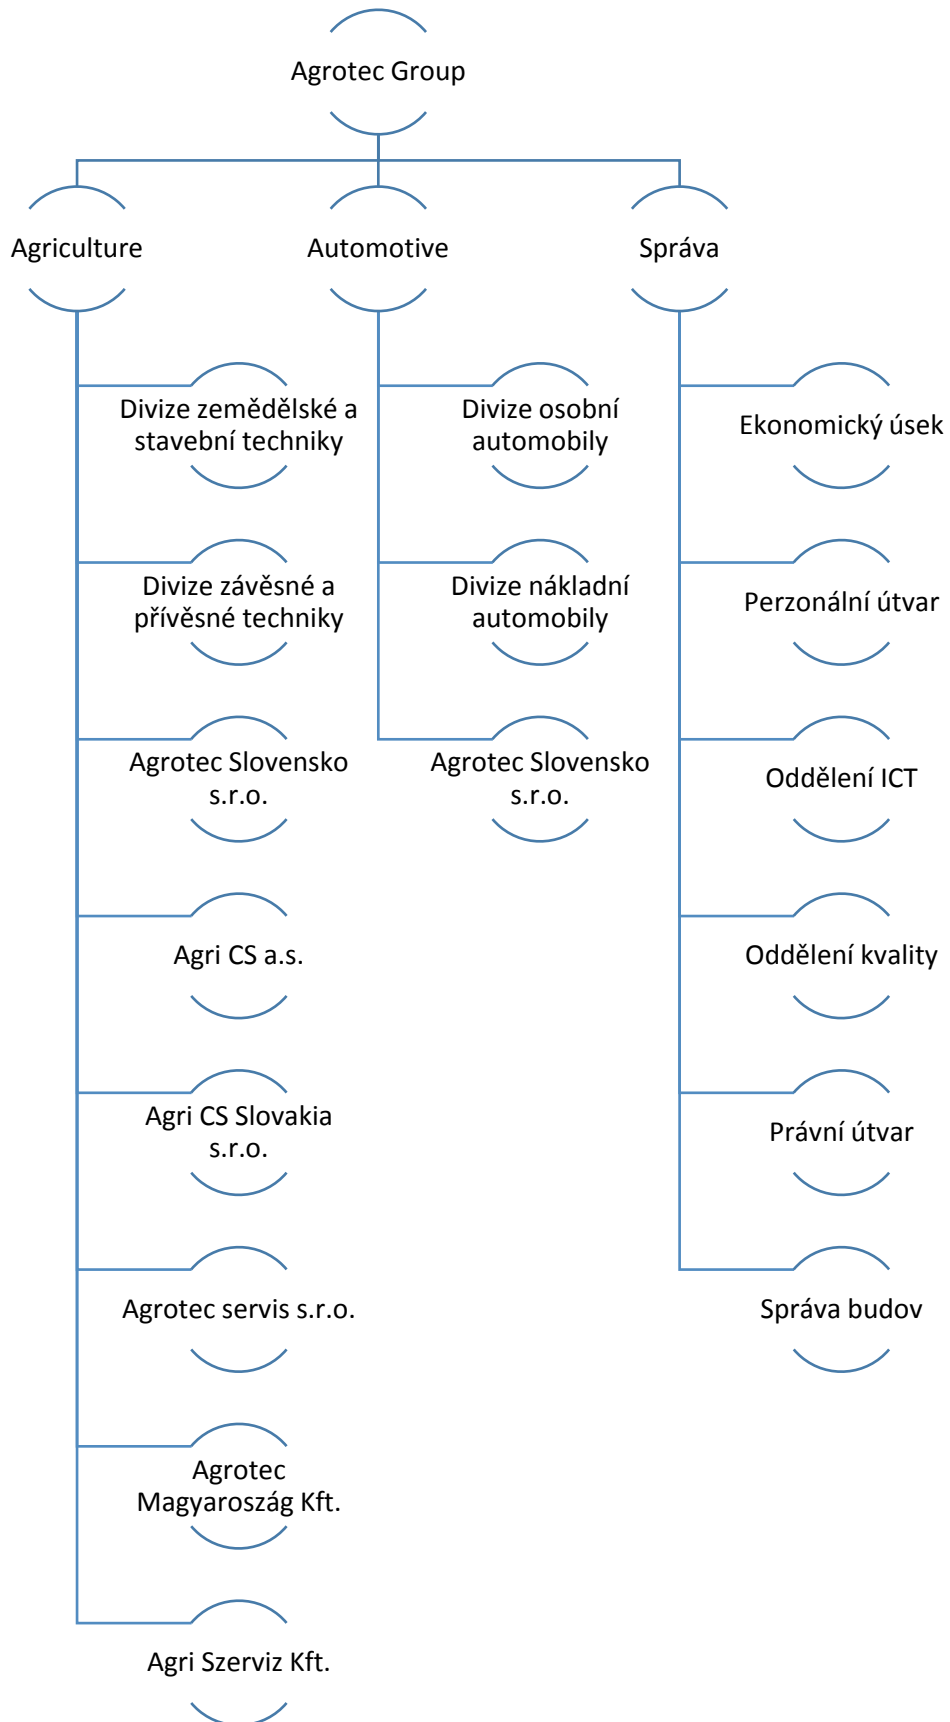 Agrotec Group
Agriculture
Automotive
Správa
Divize zemědělské a
stavební techniky
Divize závěsné a
přívěsné techniky
Agrotec Slovensko
s.r.o.
Agri CS a.s.
Agri CS Slovakia
s.r.o.
Agrotec servis s.r.o.
Agrotec
Magyaroszág Kft.
Agri Szerviz Kft.
Divize osobní
automobily
Divize nákladní
automobily
Agrotec Slovensko
s.r.o.
Ekonomický úsek
Perzonální útvar
Oddělení ICT
Oddělení kvality
Právní útvar
Správa budov